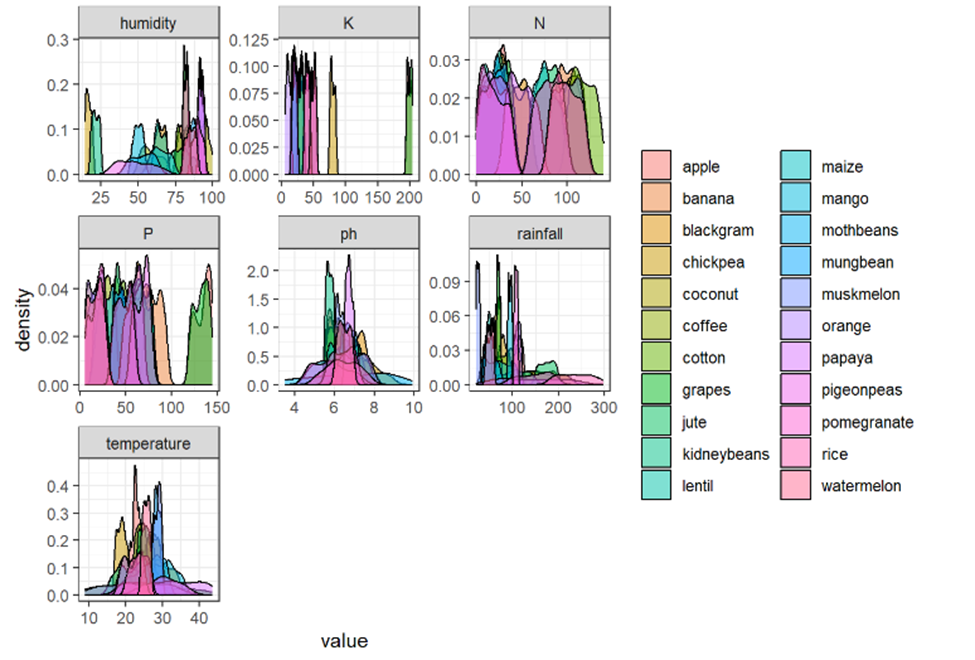 humidity
K
N
0.3
0.2
0.1
0.0
25 50 75 100
0.125
0.100
0.075
0.050
0.025
0.000
0 50 100 150 200
0.03
0.02
0.01
0.00
0 50 100
P
ph
rainfall
0.04
0.02
0.00
0 50 100 150
2.0
1.5
1.0
0.5
0.0
4 6 8 10
0.09
0.06
0.03
0.00
100 200 300
temperature
0.4
0.3
0.2
0.1
0.0
10 20 30 40
density
value
apple
banana
blackgram
chickpea
coconut
coffee
cotton
grapes
jute
kidneybeans
lentil
maize
mango
mothbeans
mungbean
muskmelon
orange
papaya
pigeonpeas
pomegranate
rice
watermelon